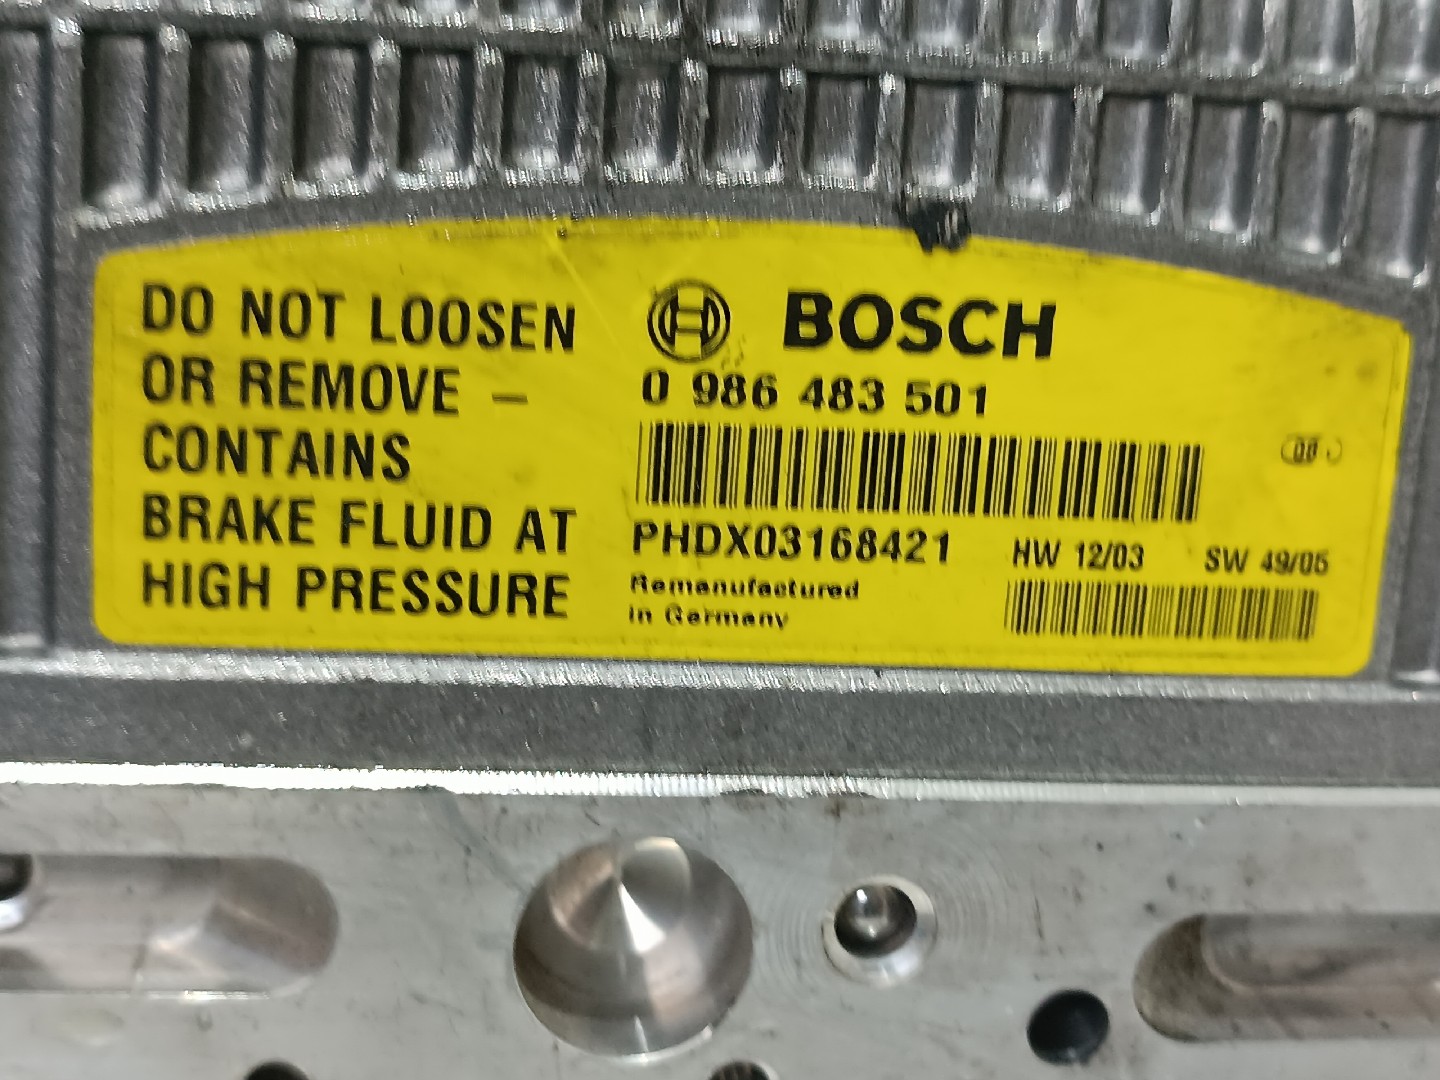 DO NOT LOOSEN
OR REMOVE –
CONTAINS
BRAKE FLUID AT
HIGH PRESSURE
BOSCH
0 986 483 501
PHDX03168421
HW 12/03 SW 49/05
Remanufactured
in Germany